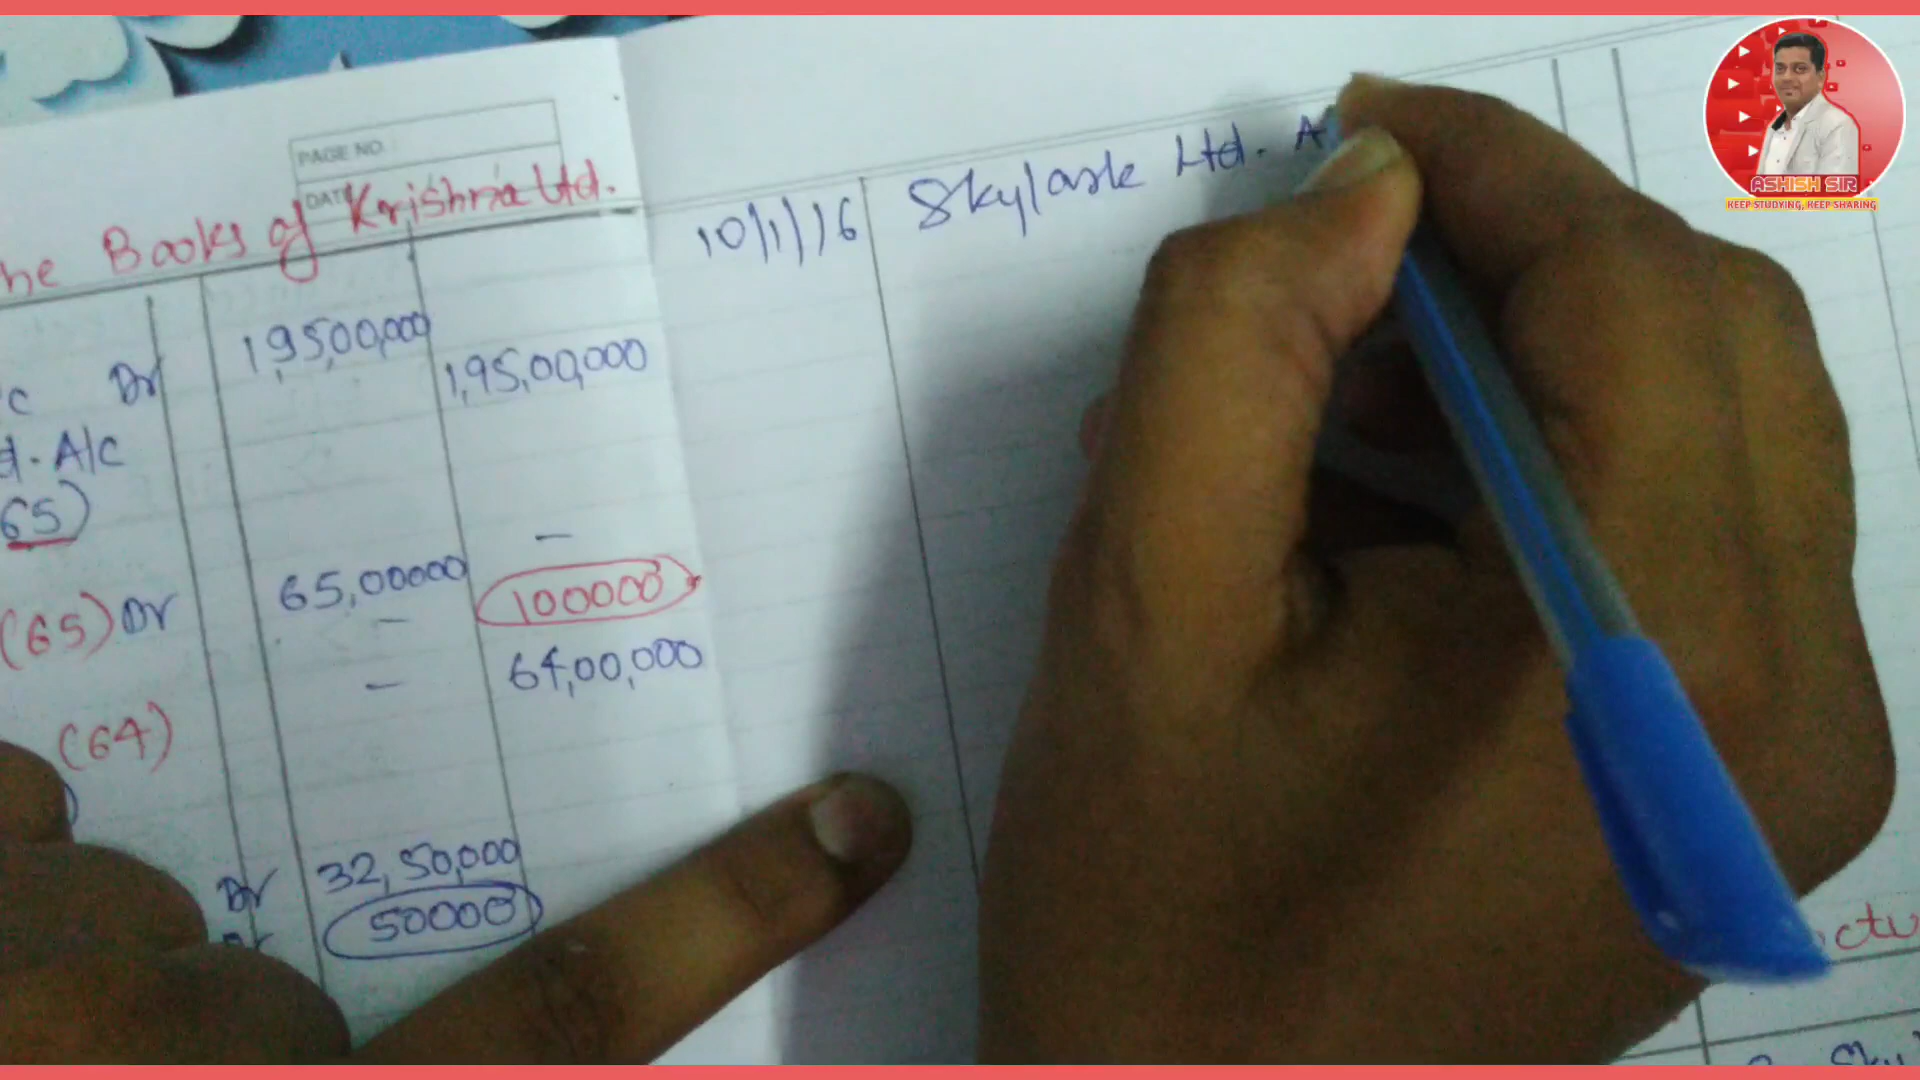 PAGE NO.
DATE
he Books of Krishna Ltd.
1,95,00,000
c Dr
1,95,00,000
d. A/c
65)
-
(65) Dr 65,00000
100000
-
64,00,000
-
(64)
Dr 32,50,000
50000
10/1/16 Skylark Ltd. A
ASHISH SIR
KEEP STUDYING, KEEP SHARING